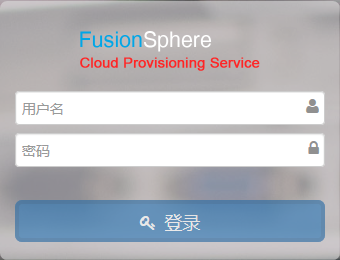 FusionSphere
Cloud Provisioning Service
用户名
密码
登录